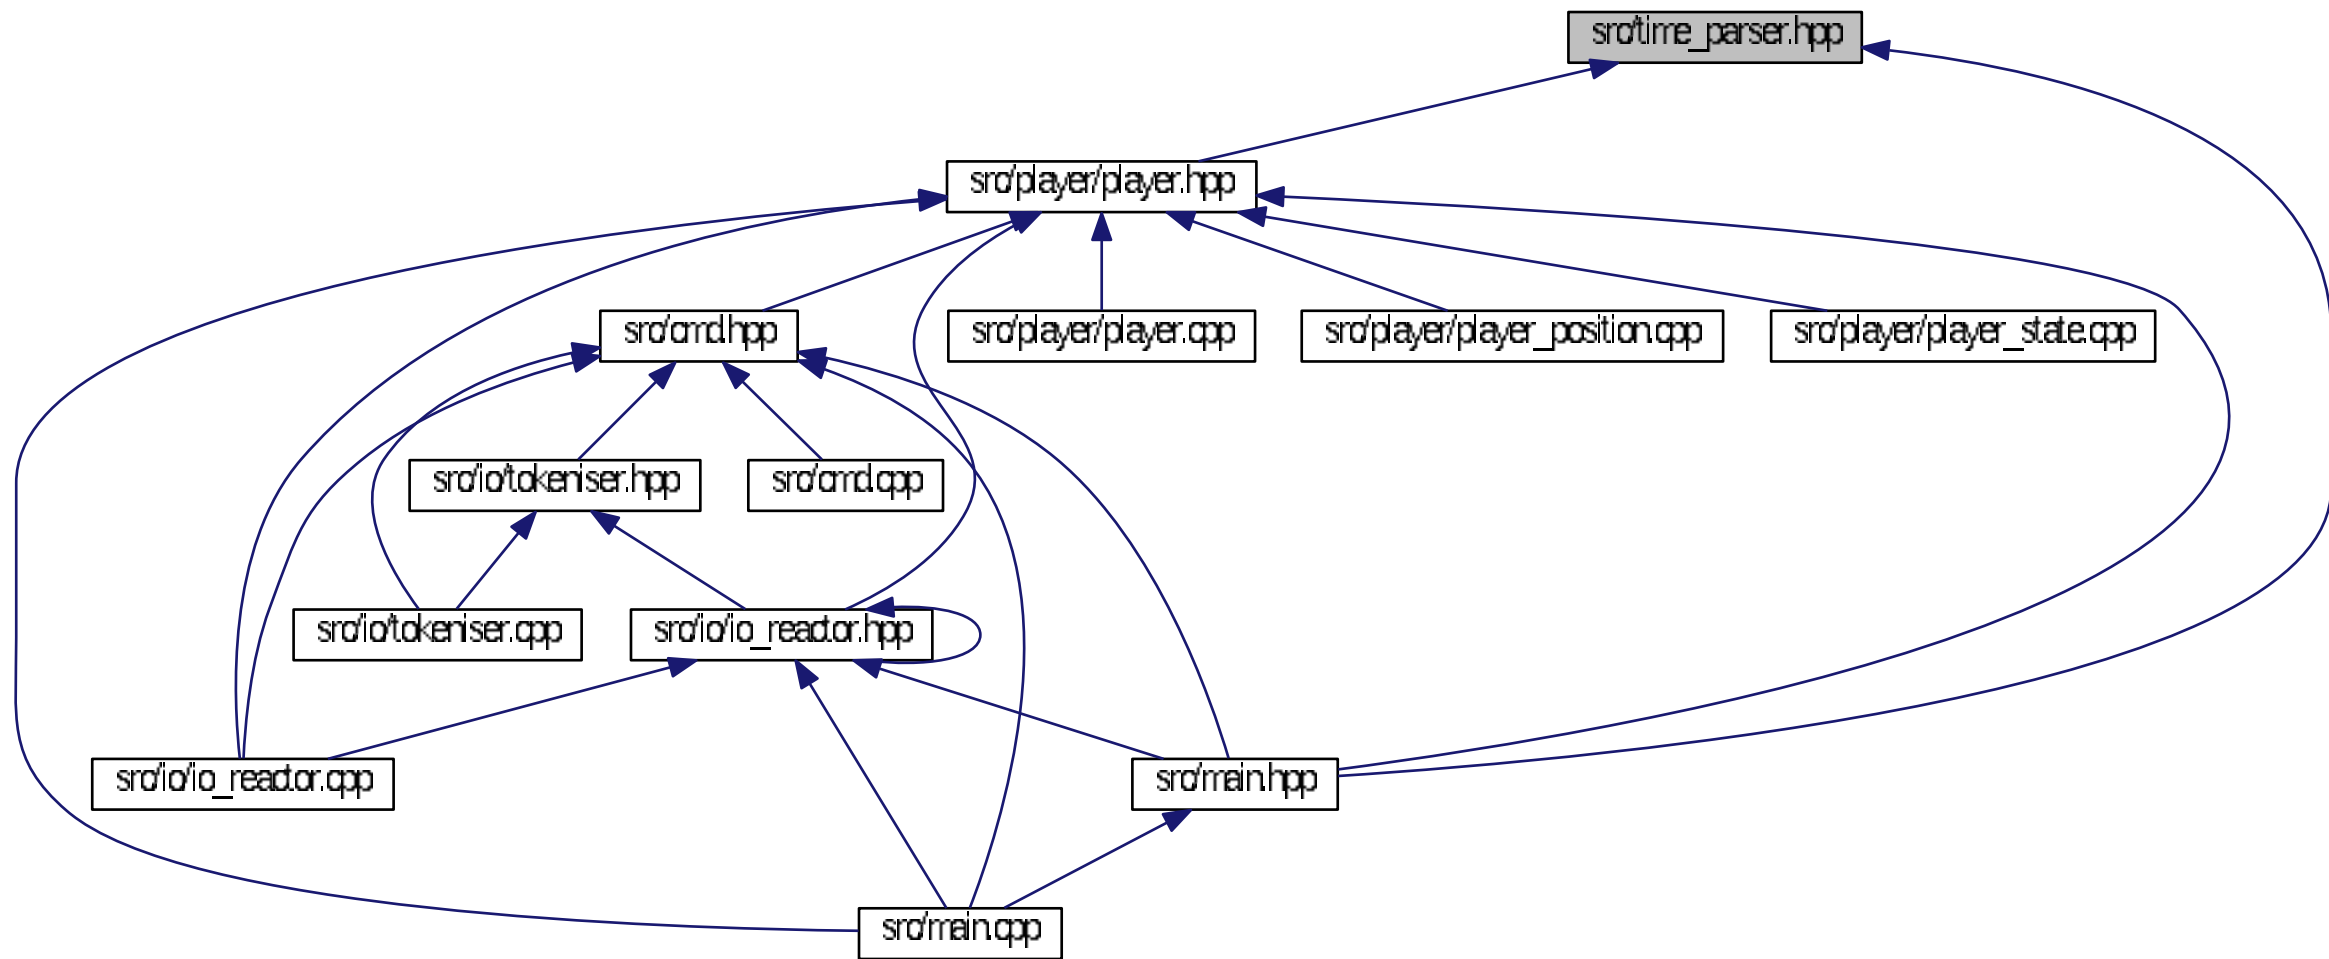 src/time_parser.hpp
src/player/player.hpp
src/cmd.hpp
src/player/player.cpp
src/player/player_position.cpp
src/player/player_state.cpp
src/io/tokeniser.hpp
src/cmd.cpp
src/io/tokeniser.cpp
src/io/io_reactor.hpp
src/io/io_reactor.cpp
src/main.hpp
src/main.cpp